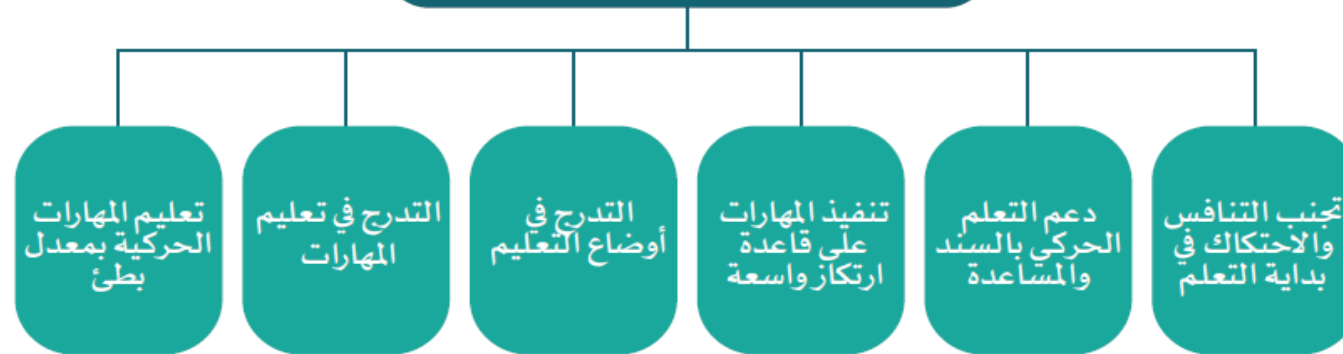 تجنب التنافس
والاحتكاك في
بداية التعلم
دعم التعلم
الحركي بالسند
والمساعدة
تنفيذ المهارات
على قاعدة
ارتكاز واسعة
التدرج في
أوضاع التعليم
التدرج في تعليم
المهارات
تعليم المهارات
الحركية بمعدل
بطئ